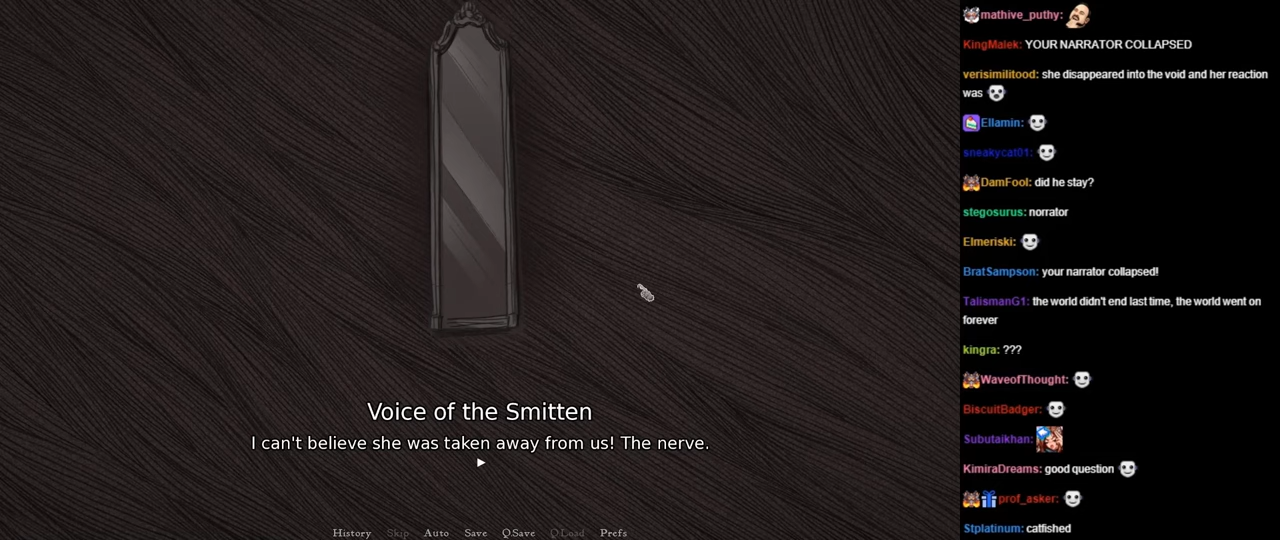 Voice of the Smitten
I can't believe she was taken away from us! The nerve.
History Skip Auto Save Q.Save Q.Load Prefs
mathive_puthy:
KingMalek: YOUR NARRATOR COLLAPSED
verisimilitood: she disappeared into the void and her reaction
was
Ellamin:
sneakycat01:
DamFool: did he stay?
stegosurus: norrator
Elmeriski:
BratSampson: your narrator collapsed!
TalismanG1: the world didn't end last time, the world went on
forever
kingra: ???
WaveofThought:
BiscuitBadger:
Subutaikhan:
KimiraDreams: good question
prof_asker:
Stplatinum: catfished